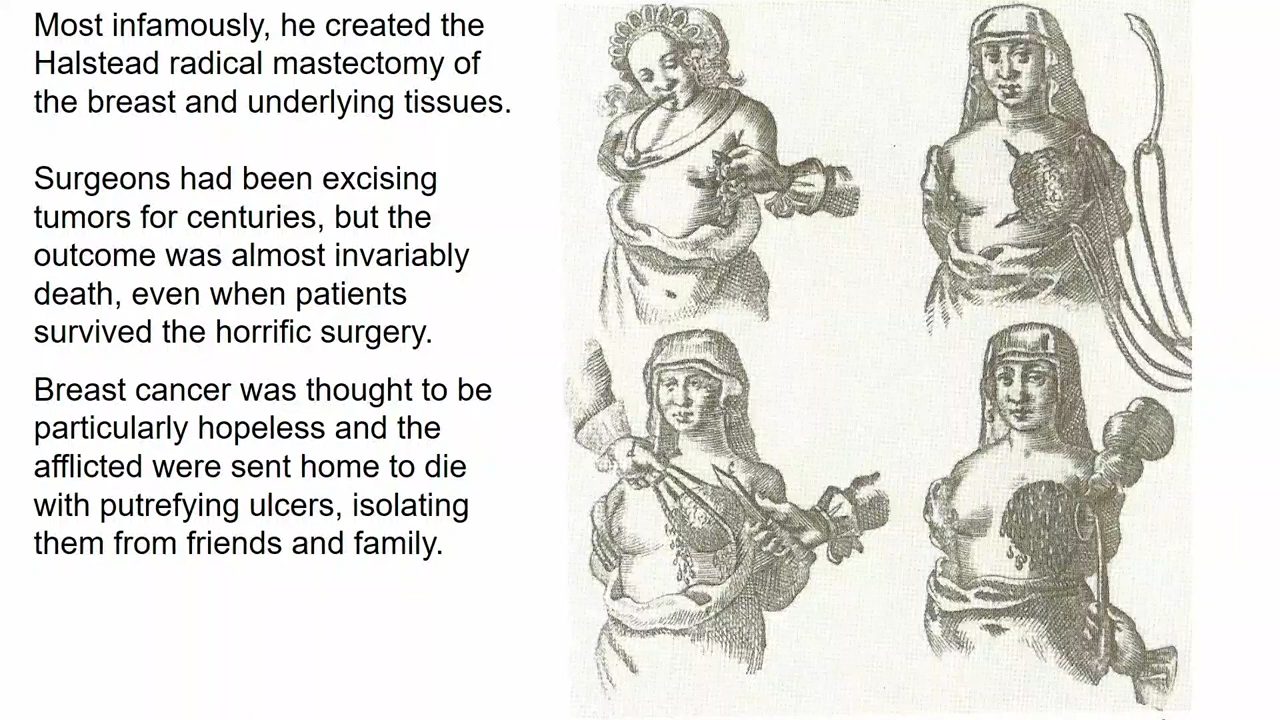 Most infamously, he created the
Halstead radical mastectomy of
the breast and underlying tissues.
Surgeons had been excising
tumors for centuries, but the
outcome was almost invariably
death, even when patients
survived the horrific surgery.
Breast cancer was thought to be
particularly hopeless and the
afflicted were sent home to die
with putrefying ulcers, isolating
them from friends and family.